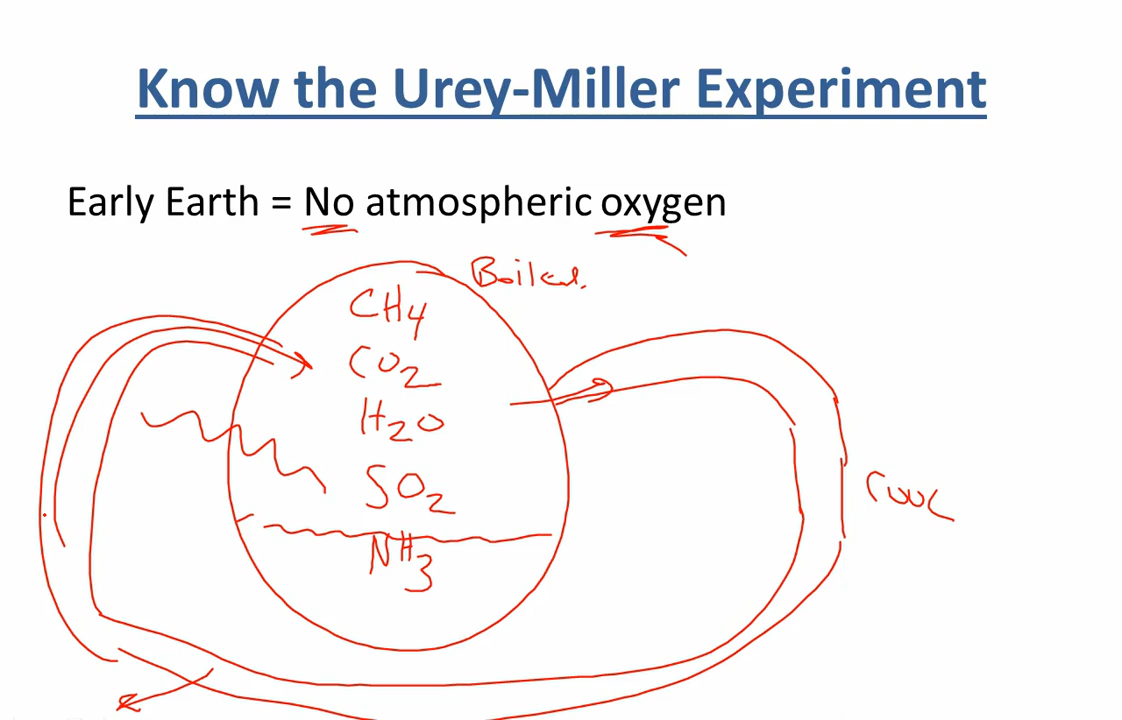 Know the Urey-Miller Experiment
Early Earth = No atmospheric oxygen
Boiled.
CH4
CO2
H2O
SO2
NH3
COOL